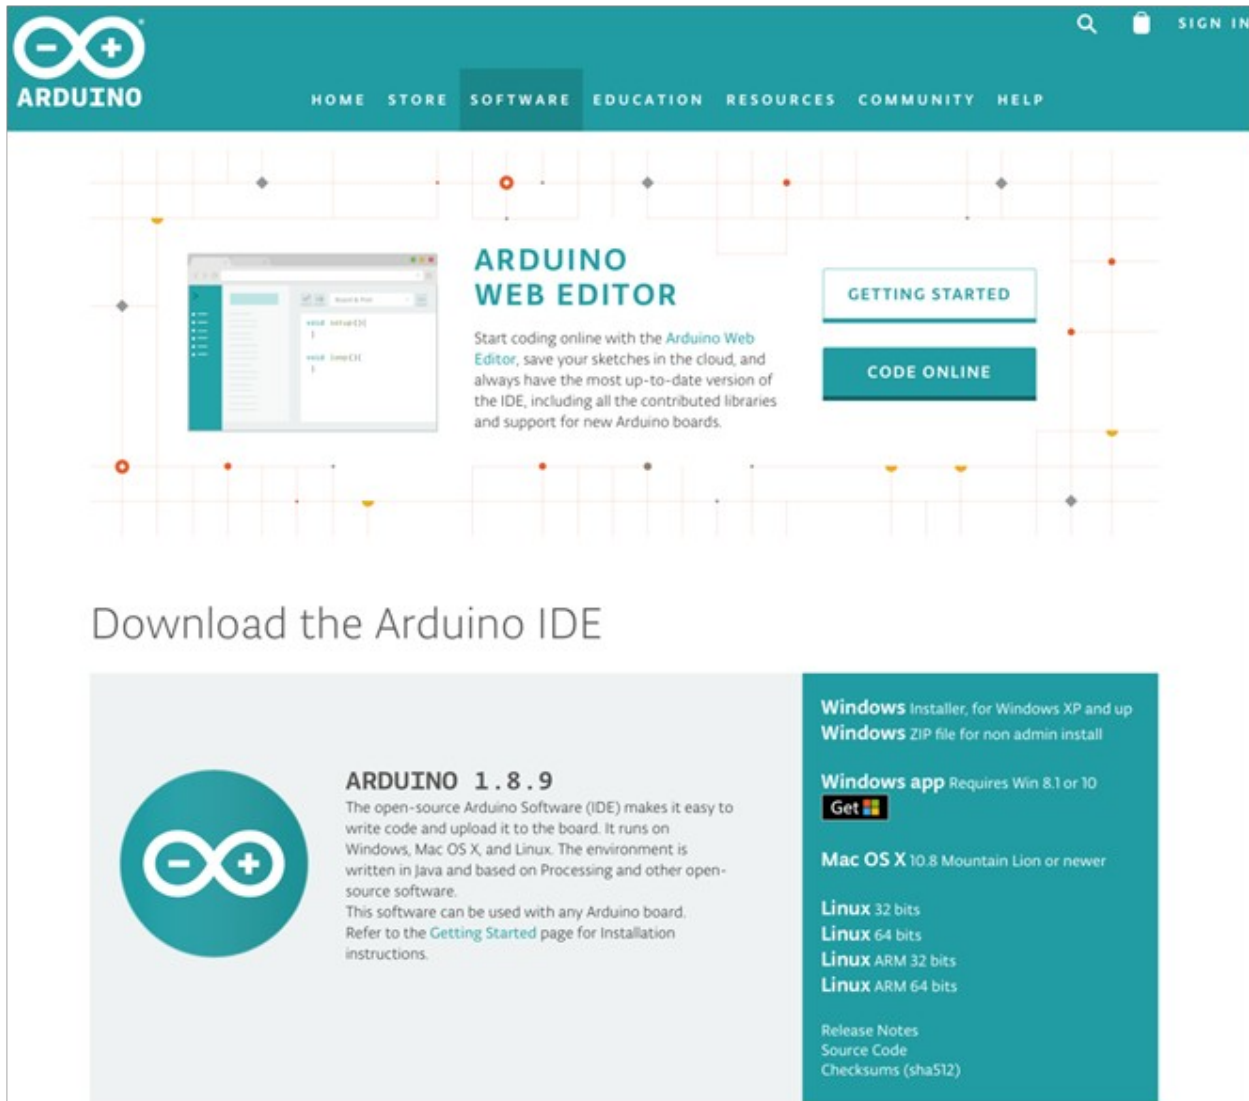 SIGN IN
ARDUINO
HOME STORE SOFTWARE EDUCATION RESOURCES COMMUNITY HELP
ARDUINO
WEB EDITOR
Start coding online with the Arduino Web
Editor, save your sketches in the cloud, and
always have the most up-to-date version of
the IDE, including all the contributed libraries
and support for new Arduino boards.
Board & Port
void setup(){
}
void loop(){
}
GETTING STARTED
CODE ONLINE
Download the Arduino IDE
ARDUINO 1.8.9
The open-source Arduino Software (IDE) makes it easy to
write code and upload it to the board. It runs on
Windows, Mac OS X, and Linux. The environment is
written in Java and based on Processing and other open-
source software.
This software can be used with any Arduino board.
Refer to the Getting Started page for Installation
instructions.
Windows Installer, for Windows XP and up
Windows ZIP file for non admin install
Windows app Requires Win 8.1 or 10
Get
Mac OS X 10.8 Mountain Lion or newer
Linux 32 bits
Linux 64 bits
Linux ARM 32 bits
Linux ARM 64 bits
Release Notes
Source Code
Checksums (sha512)